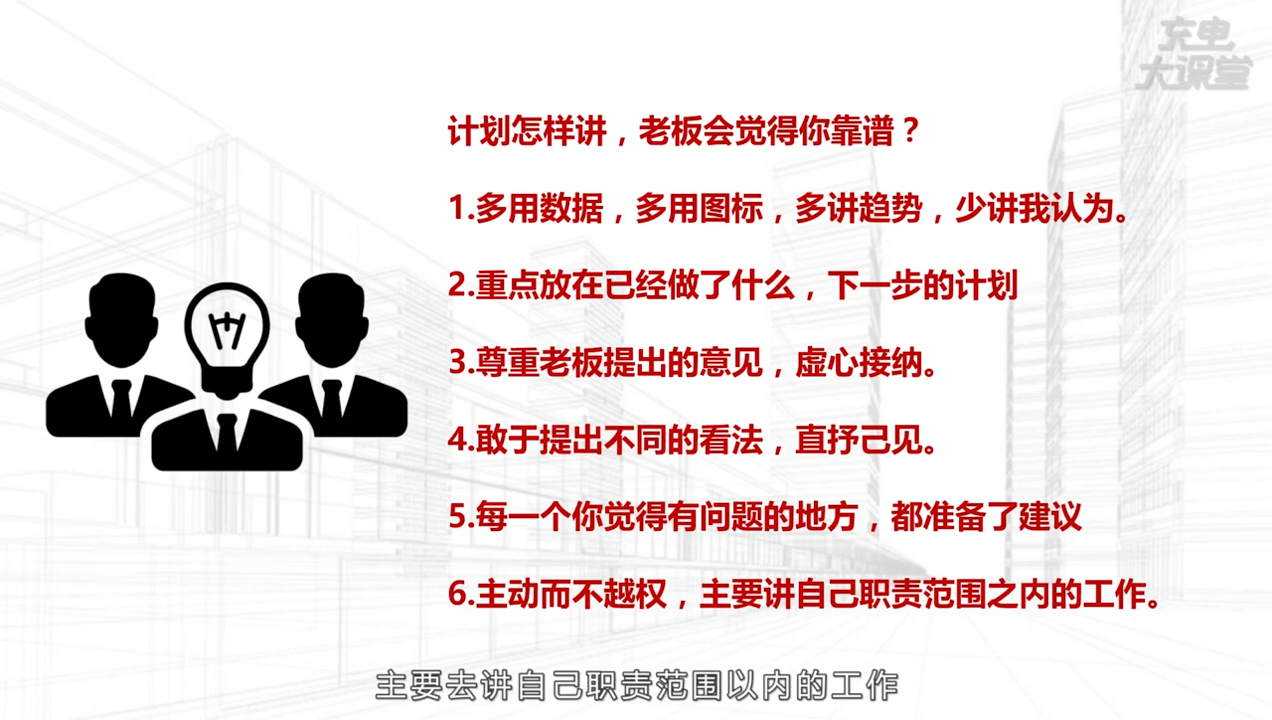 充电
大课堂
计划怎样讲，老板会觉得你靠谱？
1.多用数据，多用图标，多讲趋势，少讲我认为。
2.重点放在已经做了什么，下一步的计划
3.尊重老板提出的意见，虚心接纳。
4.敢于提出不同的看法，直抒己见。
5.每一个你觉得有问题的地方，都准备了建议
6.主动而不越权，主要讲自己职责范围之内的工作。
主要去讲自己职责范围以内的工作